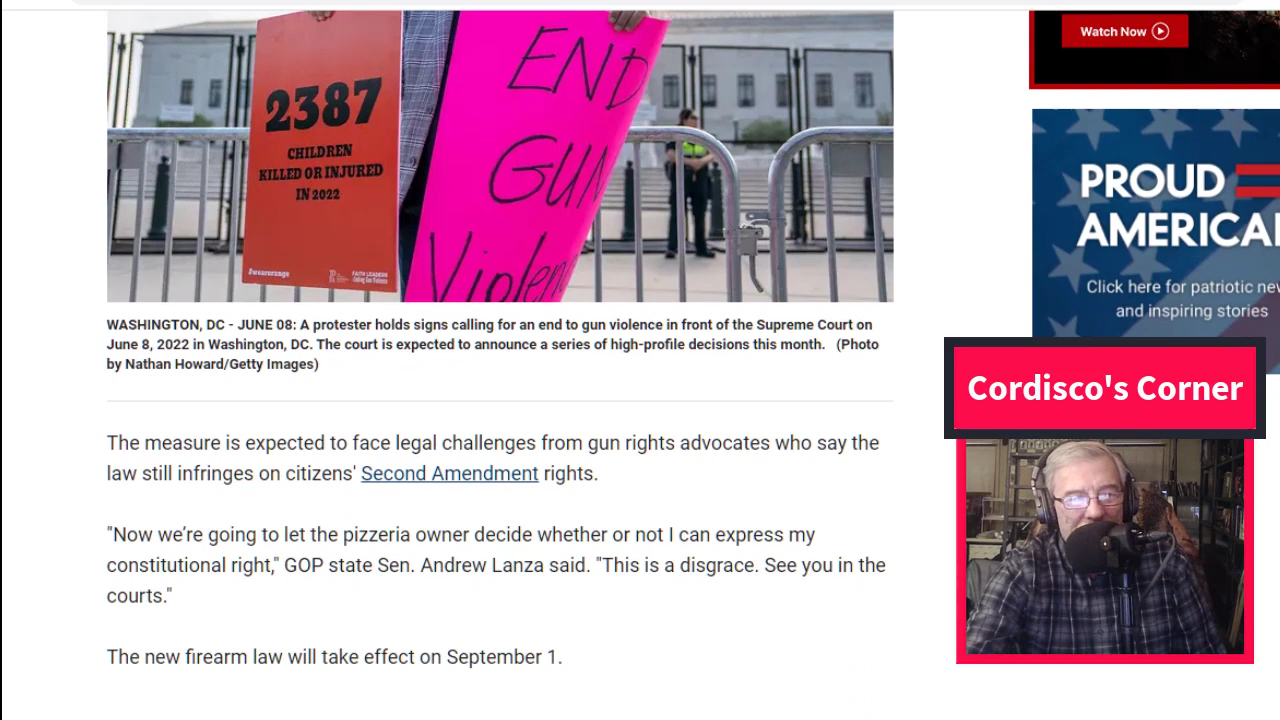 2387
CHILDREN
KILLED OR INJURED
IN 2022
#wearorange
FAITH LEADERS
Ending Gun Violence
END
GUN
Violen
Watch Now
PROUD
AMERICA
Click here for patriotic ne
and inspiring stories
WASHINGTON, DC - JUNE 08: A protester holds signs calling for an end to gun violence in front of the Supreme Court on
June 8, 2022 in Washington, DC. The court is expected to announce a series of high-profile decisions this month. (Photo
by Nathan Howard/Getty Images)
Cordisco's Corner
The measure is expected to face legal challenges from gun rights advocates who say the
law still infringes on citizens' Second Amendment rights.
"Now we’re going to let the pizzeria owner decide whether or not I can express my
constitutional right," GOP state Sen. Andrew Lanza said. "This is a disgrace. See you in the
courts."
The new firearm law will take effect on September 1.